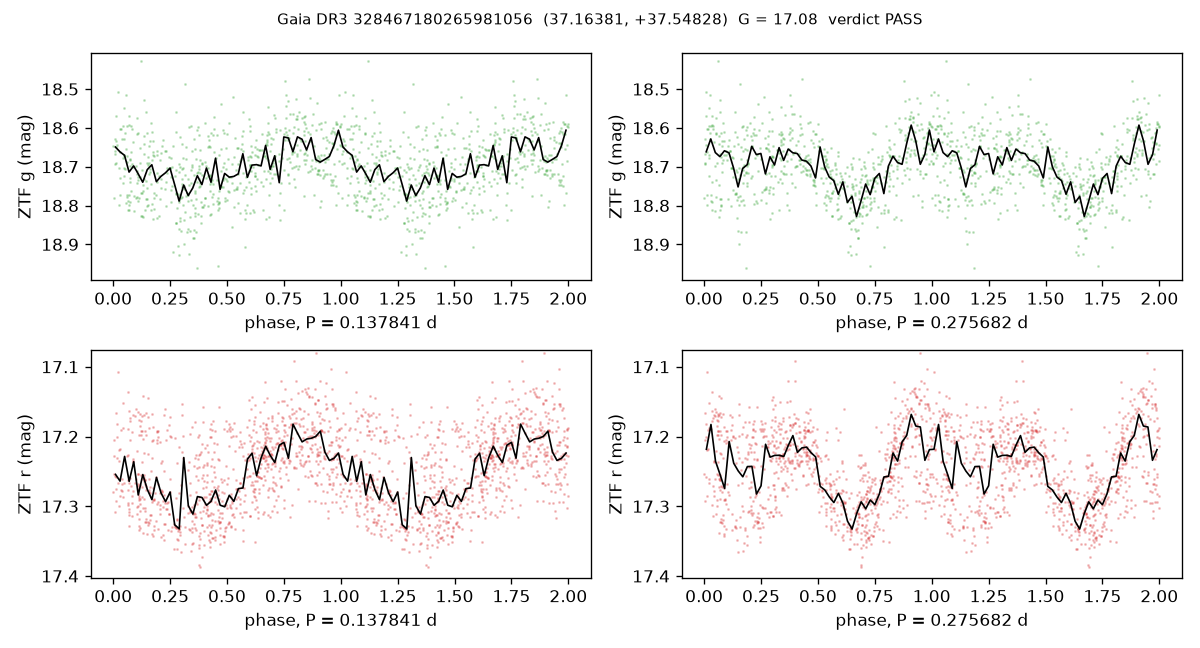 Gaia DR3 328467180265981056 (37.16381, +37.54828) G = 17.08 verdict PASS
ZTF g (mag)
18.5
18.6
18.7
18.8
18.9
0.00 0.25 0.50 0.75 1.00 1.25 1.50 1.75 2.00
phase, P = 0.137841 d
ZTF g (mag)
18.5
18.6
18.7
18.8
18.9
0.00 0.25 0.50 0.75 1.00 1.25 1.50 1.75 2.00
phase, P = 0.275682 d
ZTF r (mag)
17.1
17.2
17.3
17.4
0.00 0.25 0.50 0.75 1.00 1.25 1.50 1.75 2.00
phase, P = 0.137841 d
ZTF r (mag)
17.1
17.2
17.3
17.4
0.00 0.25 0.50 0.75 1.00 1.25 1.50 1.75 2.00
phase, P = 0.275682 d